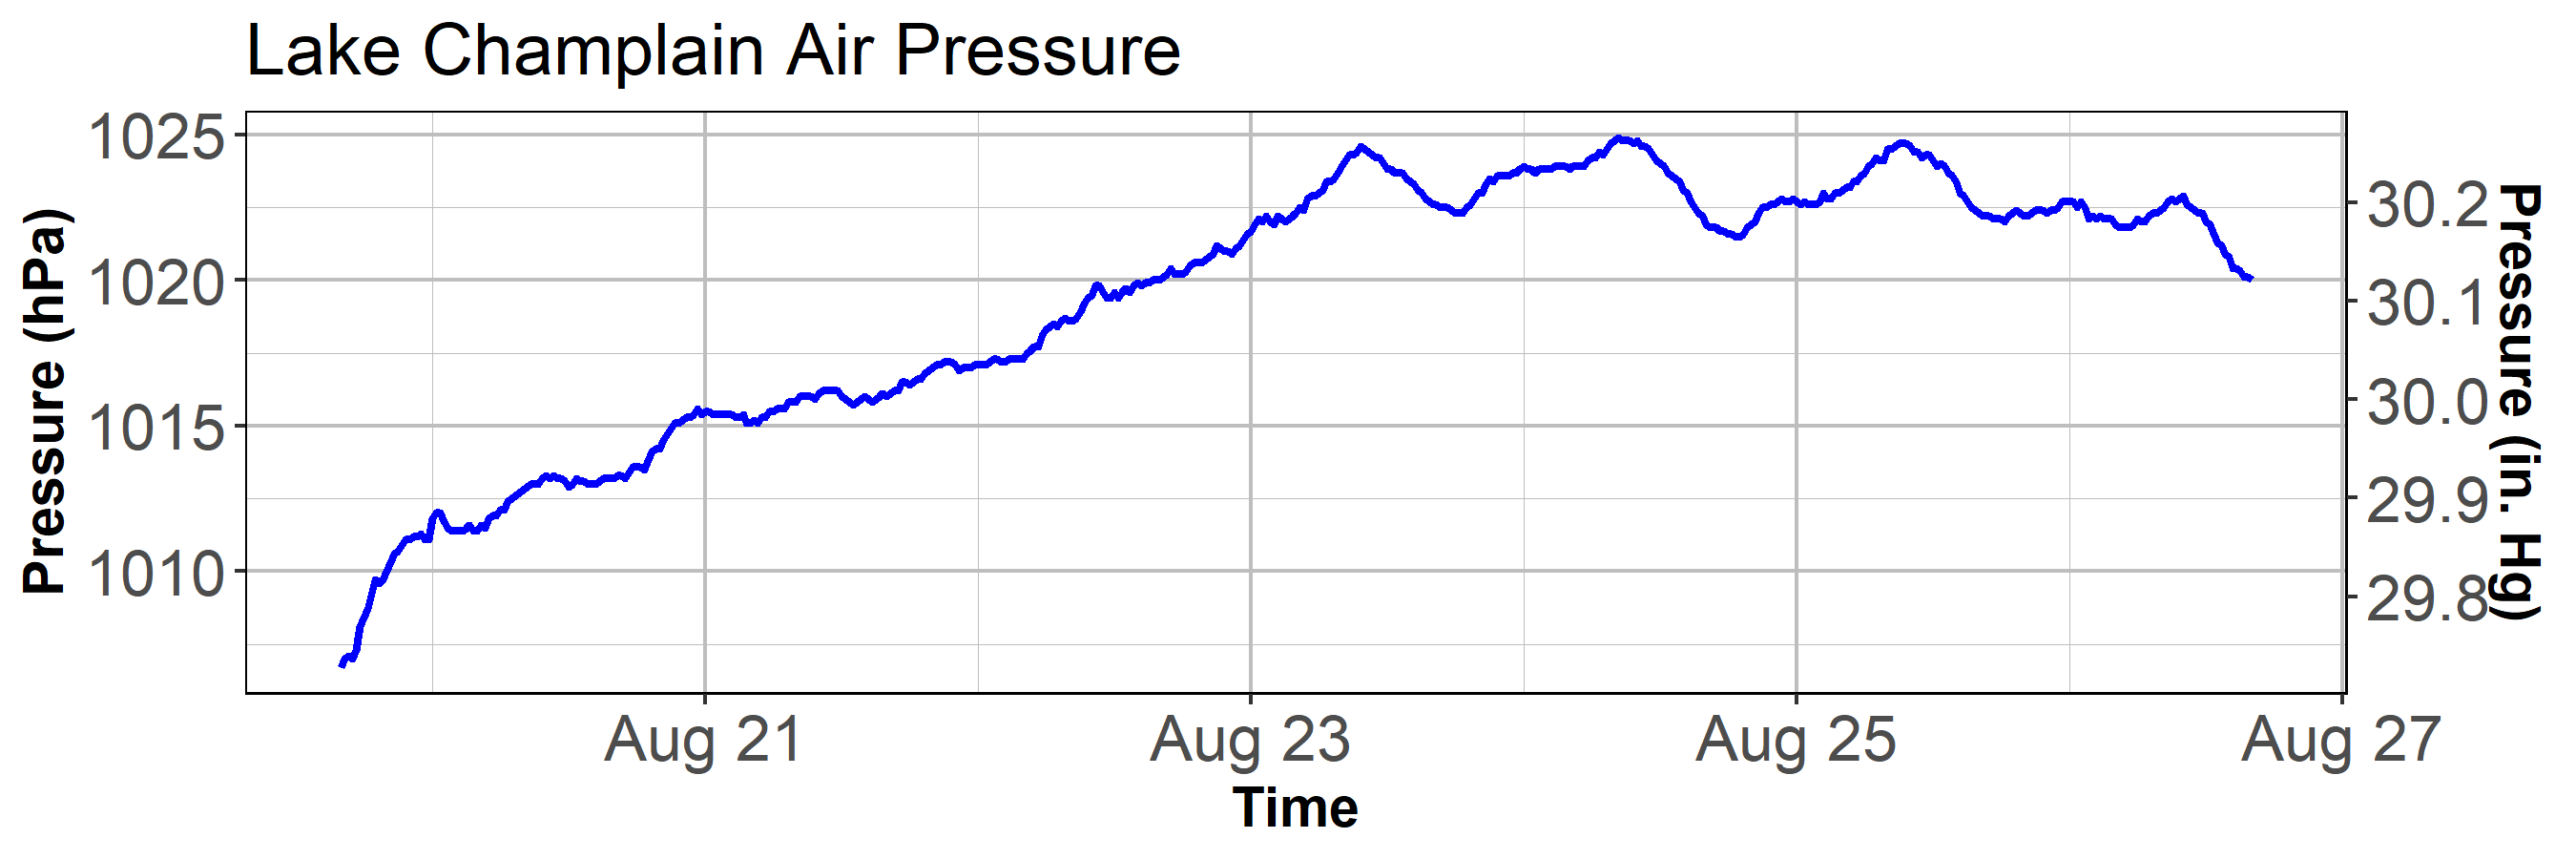 Lake Champlain Air Pressure
Pressure (hPa)
1025
1020
1015
1010
30.2
30.1
30.0
29.9
29.8
Pressure (in. Hg)
Aug 21
Aug 23
Aug 25
Aug 27
Time